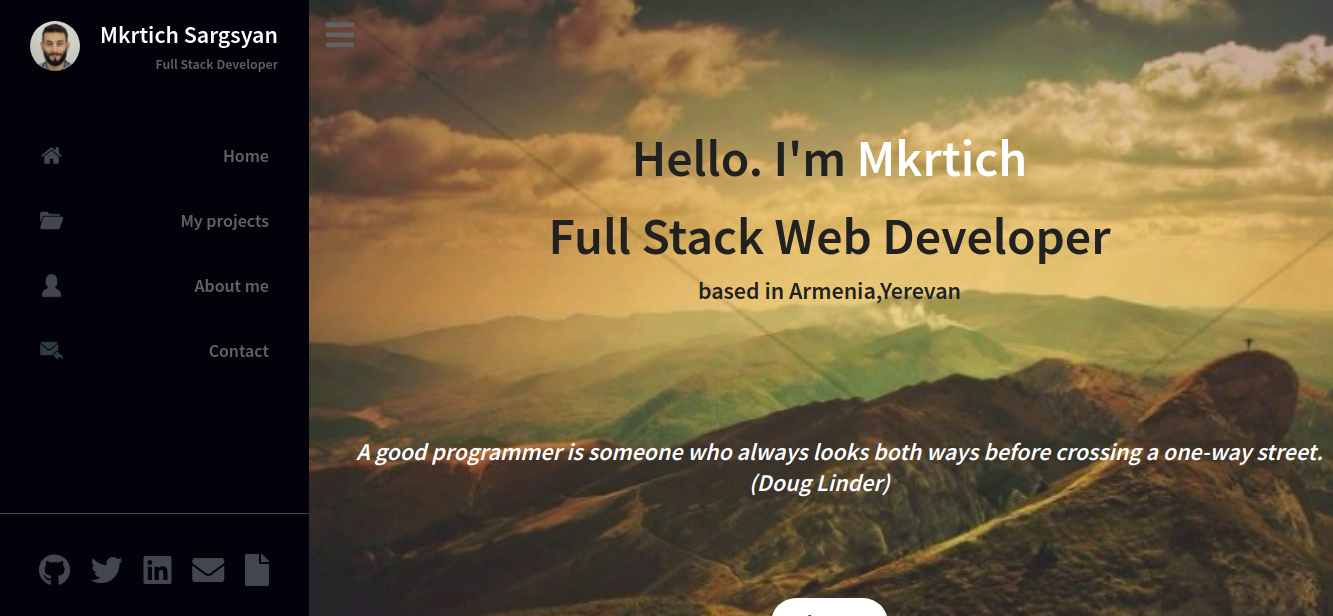 Mkrtich Sargsyan
Full Stack Developer
Home
My projects
About me
Contact
Hello. I'm Mkrtich
Full Stack Web Developer
based in Armenia,Yerevan
A good programmer is someone who always looks both ways before crossing a one-way street.
(Doug Linder)